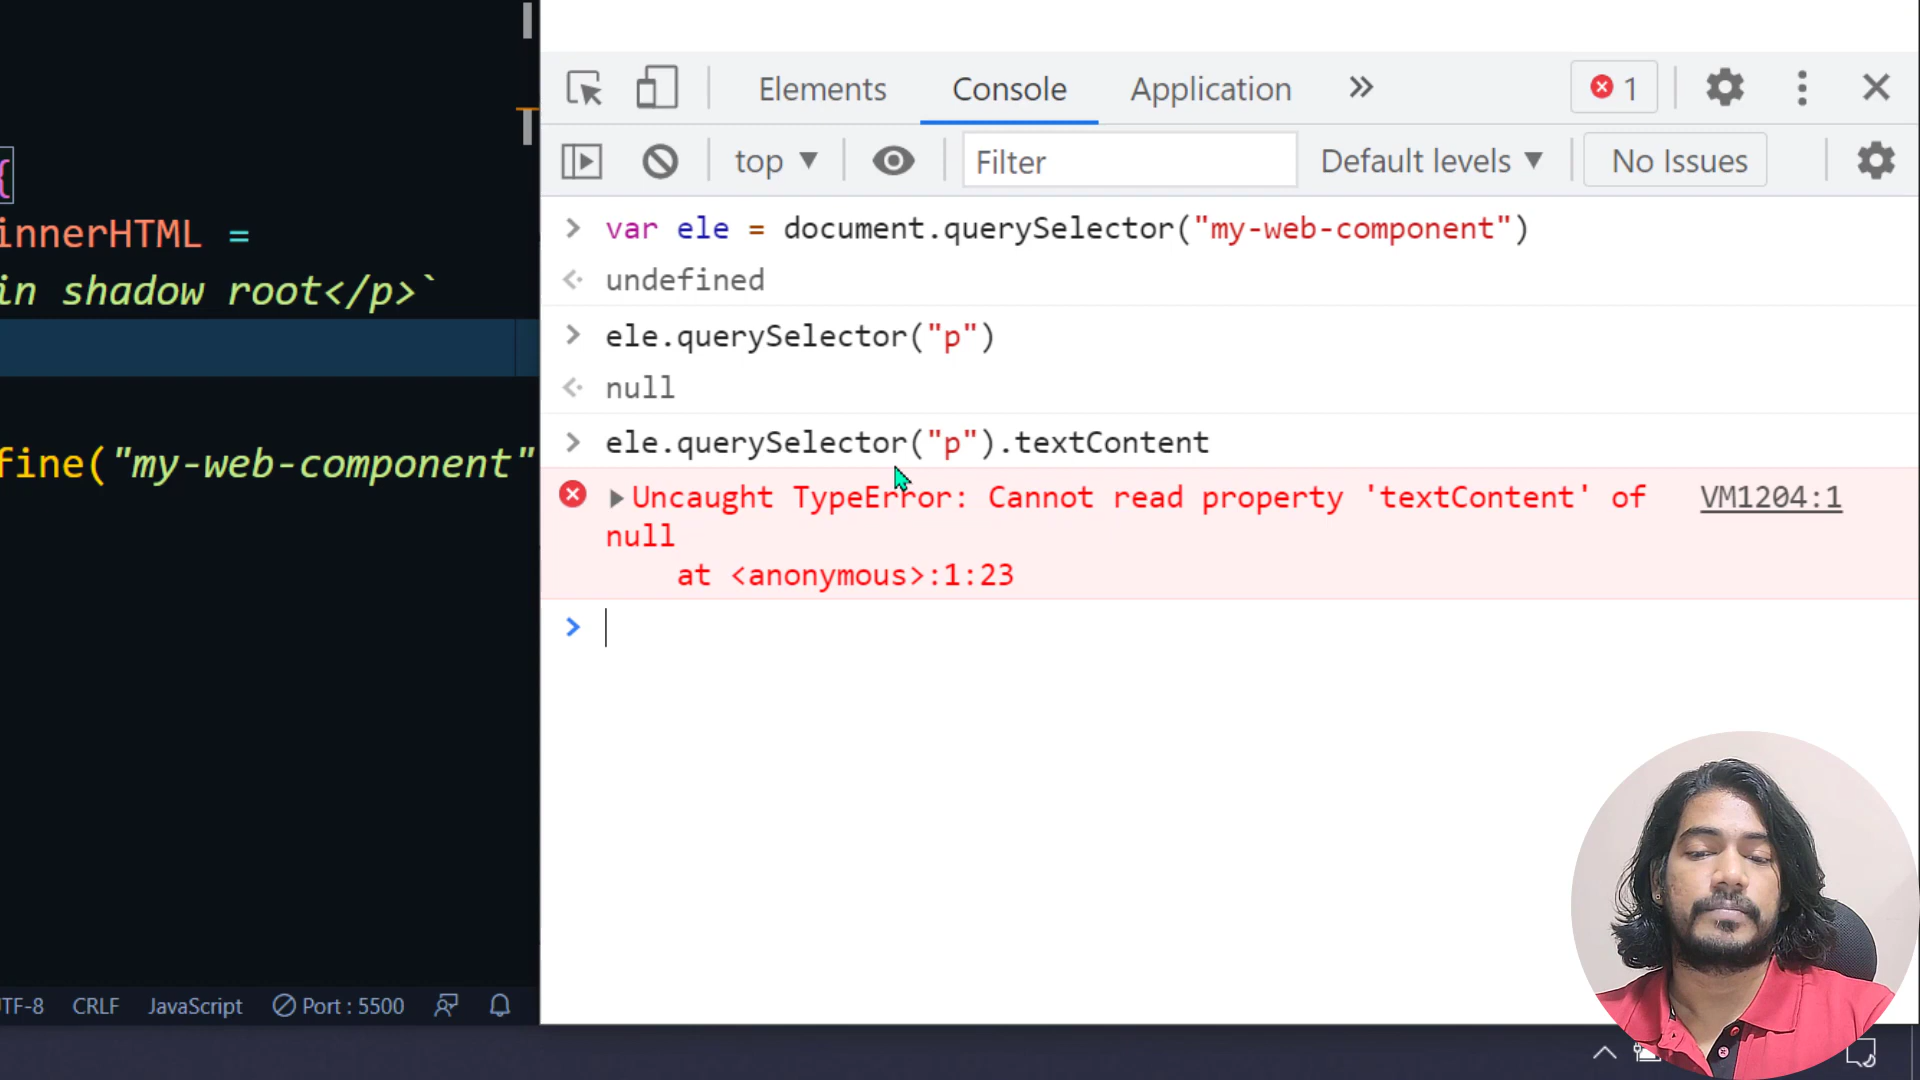 {
innerHTML =
in shadow root</p>`
fine("my-web-component"
UTF-8 CRLF JavaScript Port : 5500
Elements Console Application 1
top Filter Default levels No Issues
var ele = document.querySelector("my-web-component")
undefined
ele.querySelector("p")
null
ele.querySelector("p").textContent
Uncaught TypeError: Cannot read property 'textContent' of VM1204:1
null
at <anonymous>:1:23